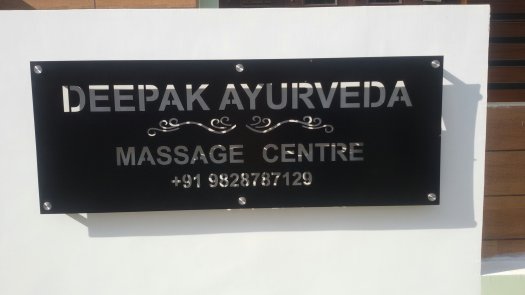 DEEPAK AYURVEDA
MASSAGE CENTRE
+91 9828787129